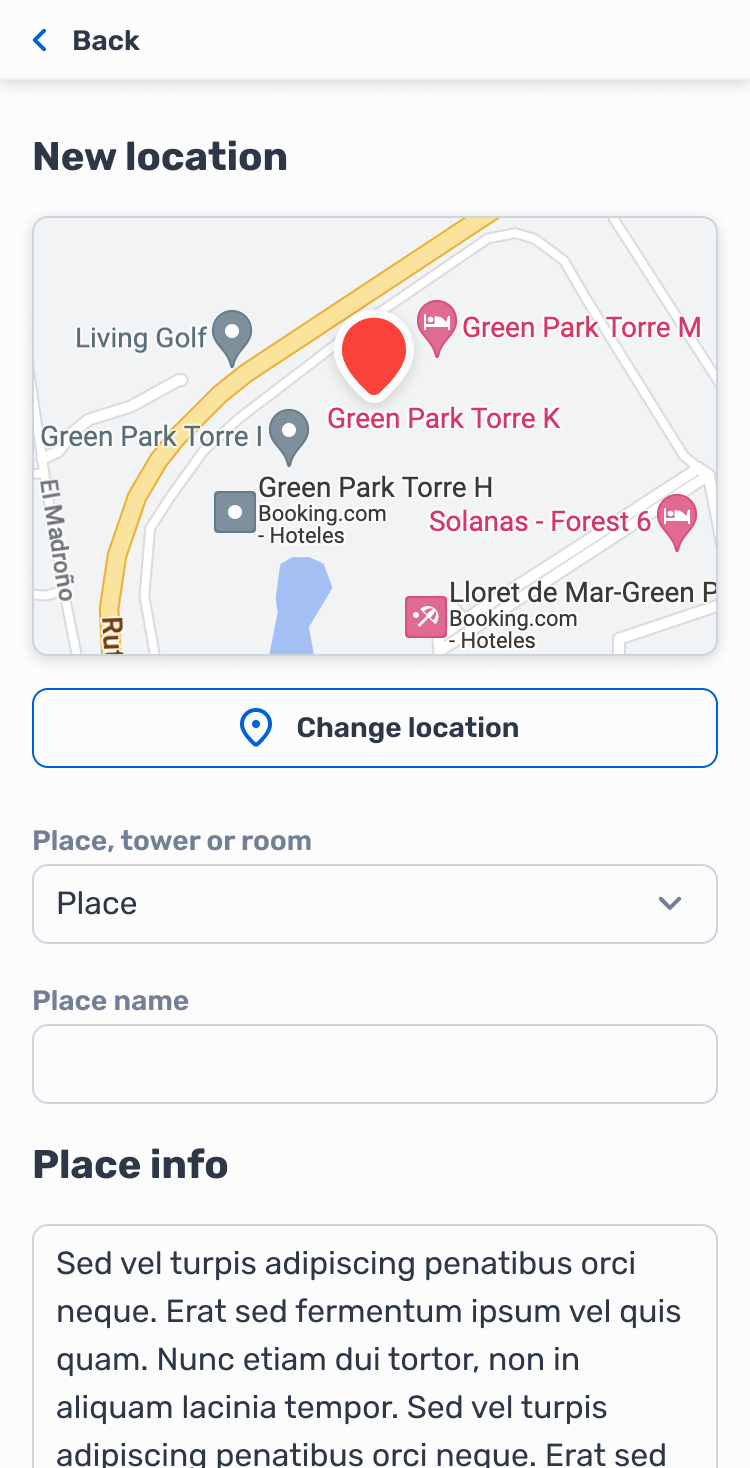 Back
New location
Living Golf
Green Park Torre M
Green Park Torre K
Green Park Torre I
Green Park Torre H
Booking.com
- Hoteles
El Madroño
Solanas - Forest 6
Lloret de Mar-Green P
Booking.com
- Hoteles
Rut
Change location
Place, tower or room
Place
Place name
Place info
Sed vel turpis adipiscing penatibus orci
neque. Erat sed fermentum ipsum vel quis
quam. Nunc etiam dui tortor, non in
aliquam lacinia tempor. Sed vel turpis
adipiscing penatibus orci neque. Erat sed